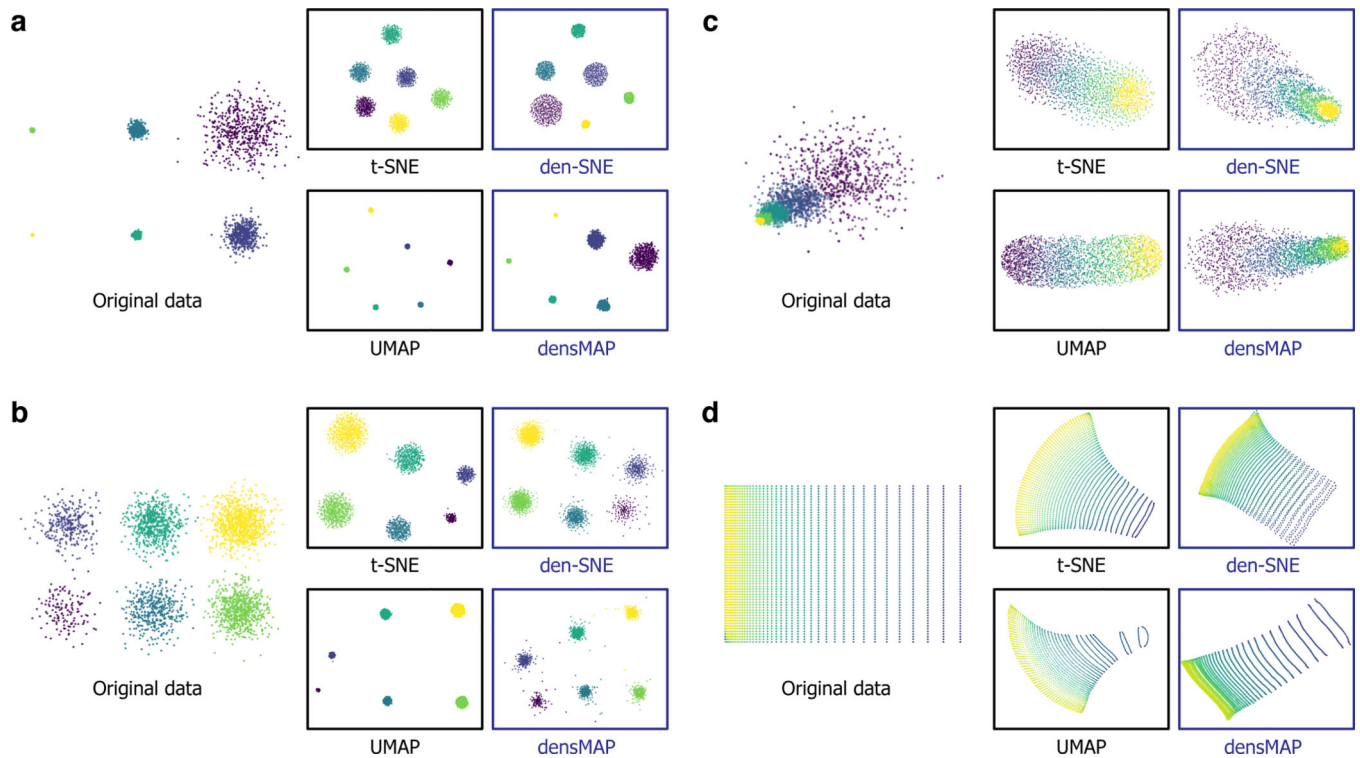 a
t-SNE
den-SNE
Original data
UMAP
densMAP
c
t-SNE
den-SNE
Original data
UMAP
densMAP
b
t-SNE
den-SNE
Original data
UMAP
densMAP
d
t-SNE
den-SNE
Original data
UMAP
densMAP